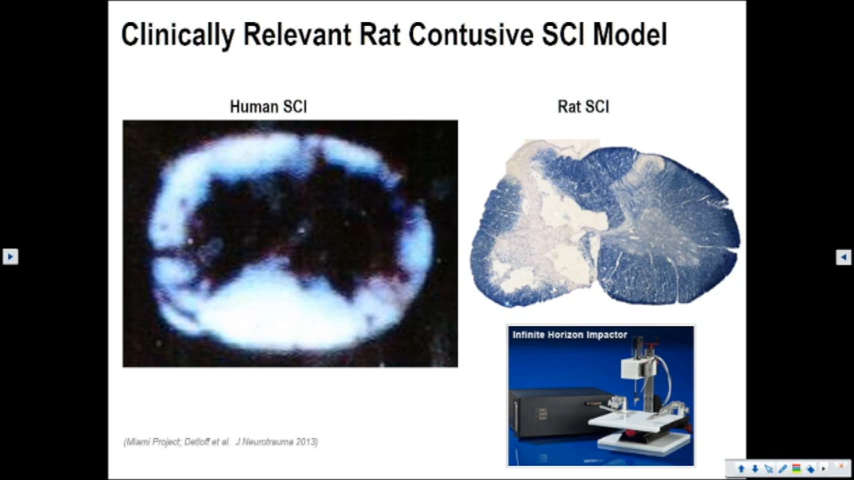 Clinically Relevant Rat Contusive SCI Model
Human SCI
Rat SCI
Infinite Horizon Impactor
(Miami Project; Detloff et al. J Neurotrauma 2013)